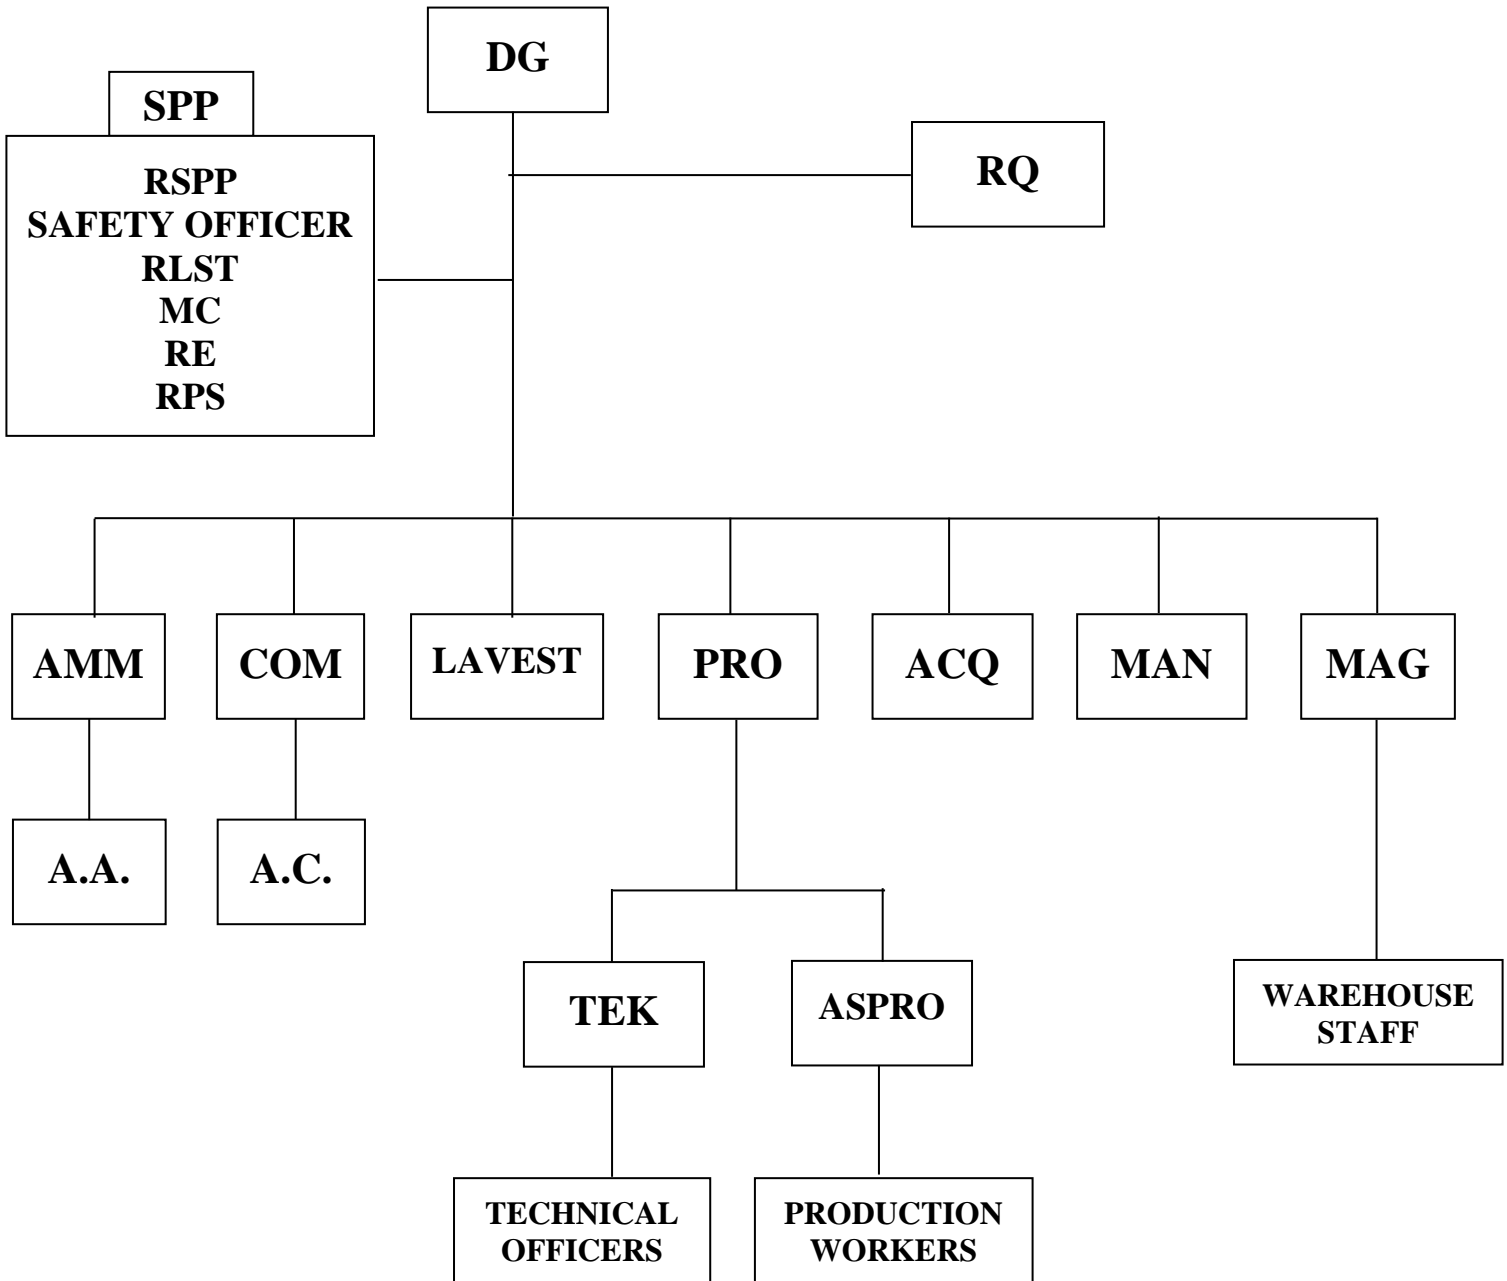 DG
SPP
RQ
RSPP
SAFETY OFFICER
RLST
MC
RE
RPS
AMM
COM
LAVEST
PRO
ACQ
MAN
MAG
A.A.
A.C.
TEK
ASPRO
WAREHOUSE
STAFF
TECHNICAL
OFFICERS
PRODUCTION
WORKERS